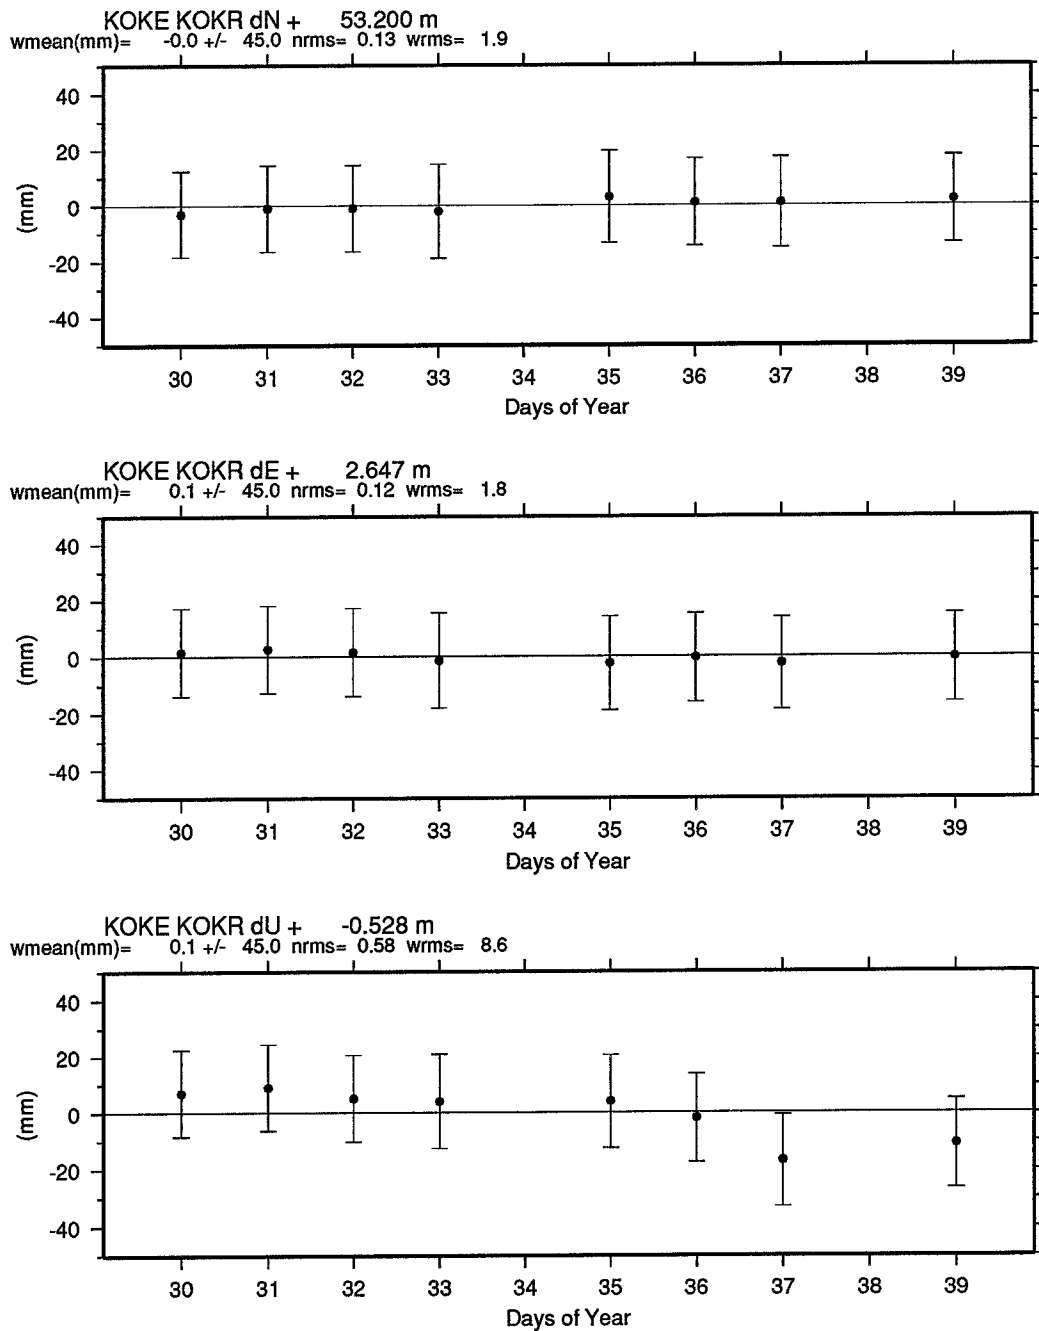 KOKE KOKR dN + 53.200 m
wmean(mm)= -0.0 +/- 45.0 nrms= 0.13 wrms= 1.9
40
20
0
-20
-40
(mm)
30 31 32 33 34 35 36 37 38 39
Days of Year
KOKE KOKR dE + 2.647 m
wmean(mm)= 0.1 +/- 45.0 nrms= 0.12 wrms= 1.8
40
20
0
-20
-40
(mm)
30 31 32 33 34 35 36 37 38 39
Days of Year
KOKE KOKR dU + -0.528 m
wmean(mm)= 0.1 +/- 45.0 nrms= 0.58 wrms= 8.6
40
20
0
-20
-40
(mm)
30 31 32 33 34 35 36 37 38 39
Days of Year